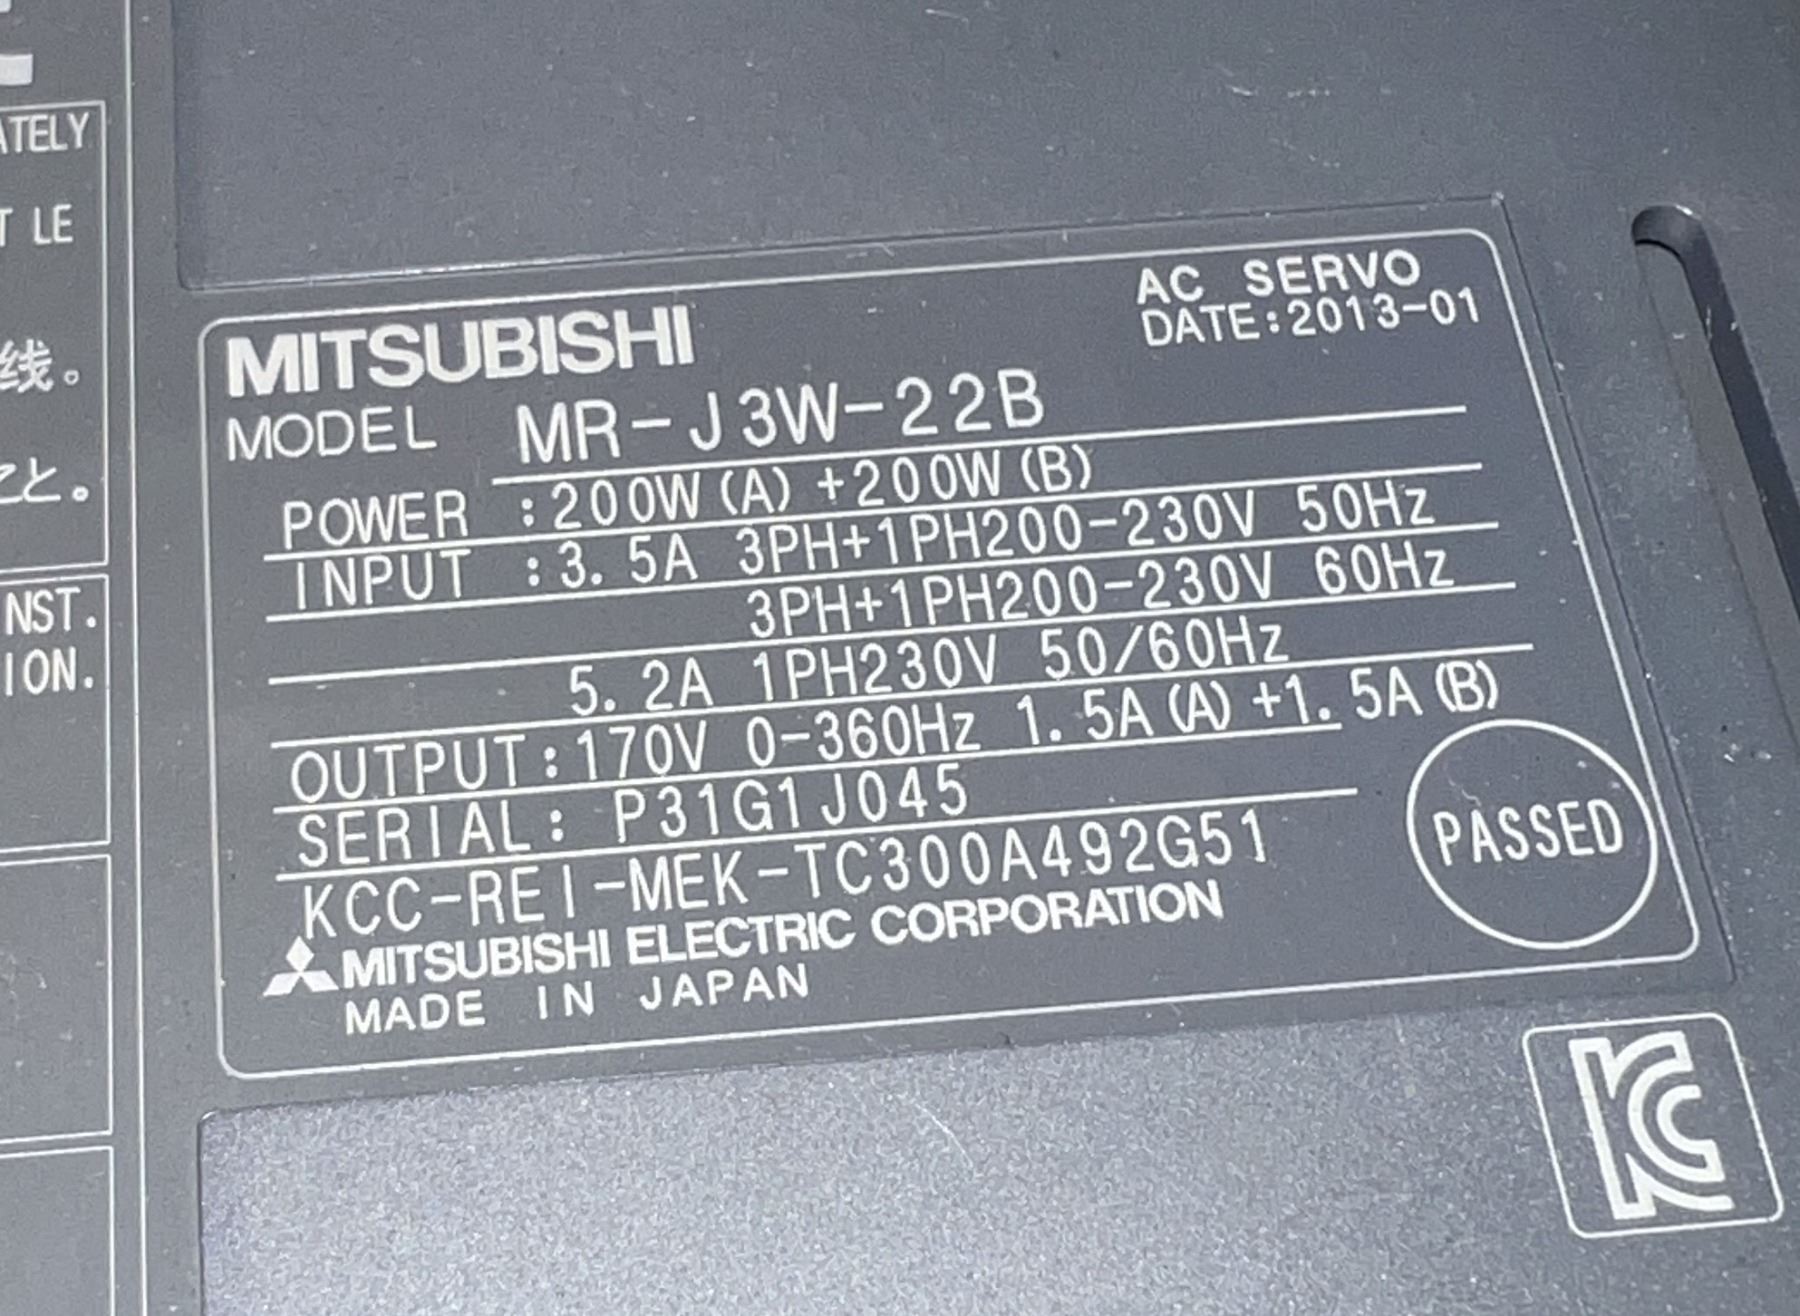 ATELY
T LE
线。
こと。
NST.
ION.
MITSUBISHI
AC SERVO
DATE:2013-01
MODEL MR-J3W-22B
POWER :200W (A) +200W (B)
INPUT :3.5A 3PH+1PH200-230V 50Hz
3PH+1PH200-230V 60Hz
5.2A 1PH230V 50/60Hz
OUTPUT:170V 0-360Hz 1.5A (A) +1.5A (B)
SERIAL: P31G1J045
KCC-REI-MEK-TC300A492G51
MITSUBISHI ELECTRIC CORPORATION
MADE IN JAPAN
PASSED